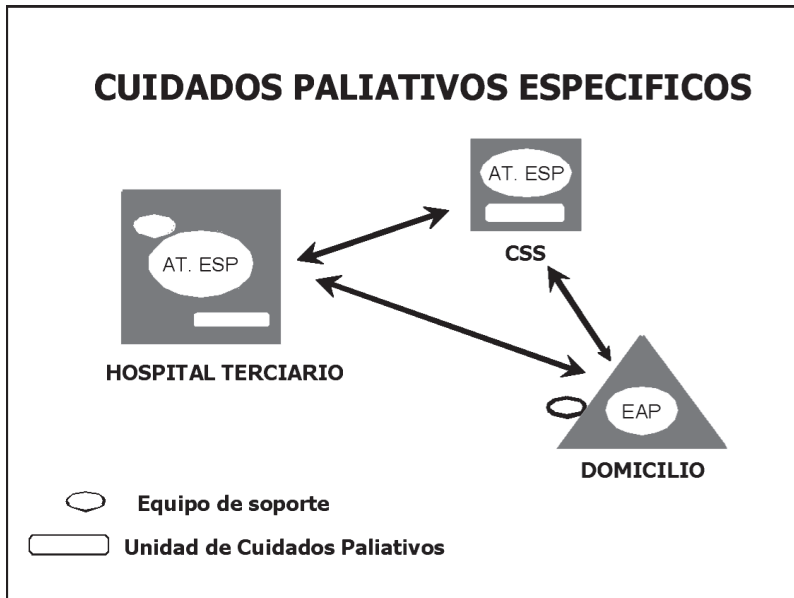 CUIDADOS PALIATIVOS ESPECIFICOS
AT. ESP
CSS
AT. ESP
HOSPITAL TERCIARIO
EAP
DOMICILIO
Equipo de soporte
Unidad de Cuidados Paliativos